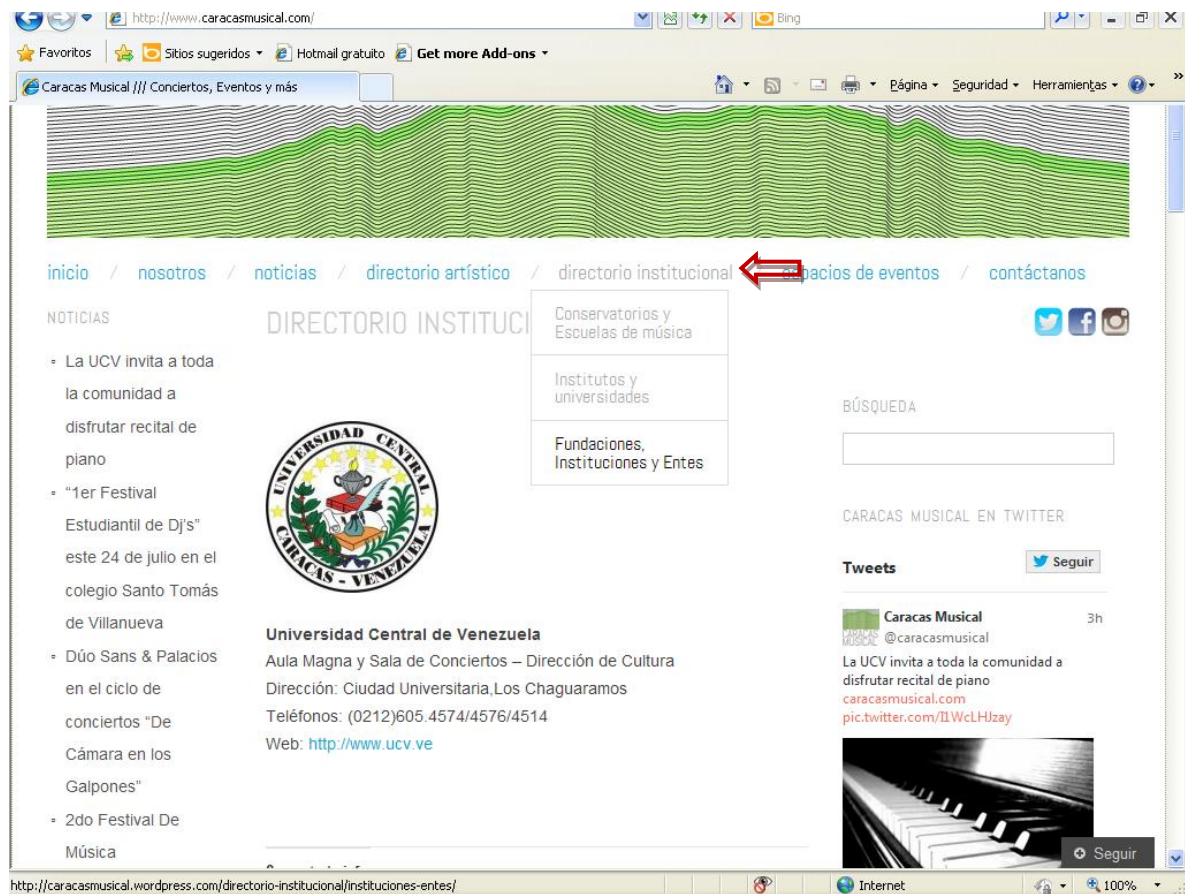 http://www.caracasmusical.com/
Bing
Favoritos
Sitios sugeridos
Hotmail gratuito
Get more Add-ons
Caracas Musical /// Conciertos, Eventos y más
Página
Seguridad
Herramientas
inicio / nosotros / noticias / directorio artístico / directorio institucional espacios de eventos / contáctanos
NOTICIAS
La UCV invita a toda
la comunidad a
disfrutar recital de
piano
“1er Festival
Estudiantil de Dj's”
este 24 de julio en el
colegio Santo Tomás
de Villanueva
Dúo Sans & Palacios
en el ciclo de
conciertos “De
Cámara en los
Galpones”
2do Festival De
Música
DIRECTORIO INSTITUCI
Conservatorios y
Escuelas de música
Institutos y
universidades
Fundaciones,
Instituciones y Entes
UNIVERSIDAD CENTRAL DE VENEZUELA
CARACAS - VENEZUELA
Universidad Central de Venezuela
Aula Magna y Sala de Conciertos – Dirección de Cultura
Dirección: Ciudad Universitaria,Los Chaguaramos
Teléfonos: (0212)605.4574/4576/4514
Web: http://www.ucv.ve
BÚSQUEDA
CARACAS MUSICAL EN TWITTER
Tweets
Seguir
CARACAS
MUSICAL
Caracas Musical
3h
@caracasmusical
La UCV invita a toda la comunidad a
disfrutar recital de piano
caracasmusical.com
pic.twitter.com/I1WcLHJzay
Seguir
http://caracasmusical.wordpress.com/directorio-institucional/instituciones-entes/
Internet
100%